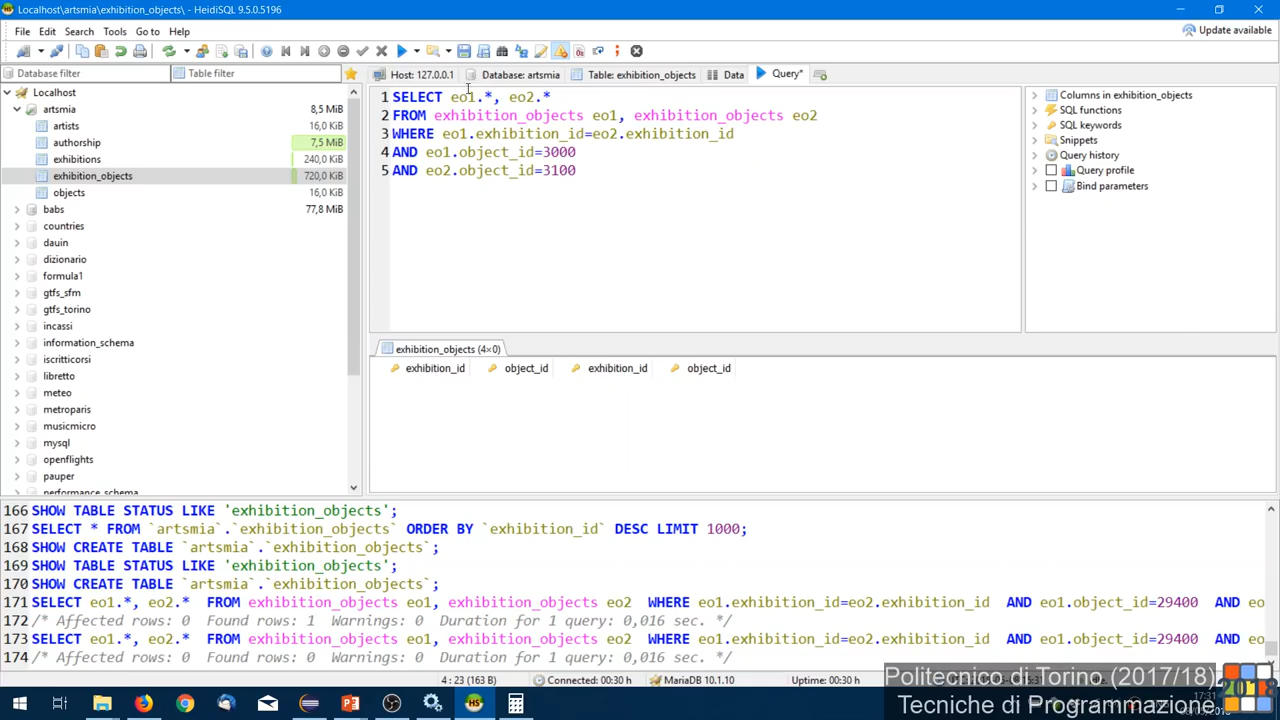 artsmia\exhibition_objects\ - HeidiSQL 9.5.0.5196
File Edit Search Tools Go to Help
Update available
Database filter
Table filter
Host: 127.0.0.1
Database: artsmia
Table: exhibition_objects
Data
Query*
Localhost
artsmia 8,5 MiB
artists 16,0 KiB
authorship 7,5 MiB
exhibitions 240,0 KiB
exhibition_objects 720,0 KiB
objects 16,0 KiB
babs 77,8 MiB
countries
dauin
dizionario
formula1
gtfs_sfm
gtfs_torino
incassi
information_schema
iscritticorsi
libretto
meteo
metroparis
musicmicro
mysql
openflights
pauper
performance_schema
1 SELECT eo1.*, eo2.*
2 FROM exhibition_objects eo1, exhibition_objects eo2
3 WHERE eo1.exhibition_id=eo2.exhibition_id
4 AND eo1.object_id=3000
5 AND eo2.object_id=3100
Columns in exhibition_objects
SQL functions
SQL keywords
Snippets
Query history
Query profile
Bind parameters
exhibition_objects (4×0)
exhibition_id object_id exhibition_id object_id
166 SHOW TABLE STATUS LIKE 'exhibition_objects';
167 SELECT * FROM `artsmia`.`exhibition_objects` ORDER BY `exhibition_id` DESC LIMIT 1000;
168 SHOW CREATE TABLE `artsmia`.`exhibition_objects`;
169 SHOW TABLE STATUS LIKE 'exhibition_objects';
170 SHOW CREATE TABLE `artsmia`.`exhibition_objects`;
171 SELECT eo1.*, eo2.* FROM exhibition_objects eo1, exhibition_objects eo2 WHERE eo1.exhibition_id=eo2.exhibition_id AND eo1.object_id=29400 AND eo
172 /* Affected rows: 0 Found rows: 1 Warnings: 0 Duration for 1 query: 0,016 sec. */
173 SELECT eo1.*, eo2.* FROM exhibition_objects eo1, exhibition_objects eo2 WHERE eo1.exhibition_id=eo2.exhibition_id AND eo1.object_id=29400 AND eo
174 /* Affected rows: 0 Found rows: 0 Warnings: 0 Duration for 1 query: 0,016 sec. */
4 : 23 (163 B) Connected: 00:30 h MariaDB 10.1.10 Uptime: 00:30 h
Politecnico di Torino (2017/18)
Tecniche di Programmazione
2018
17:31